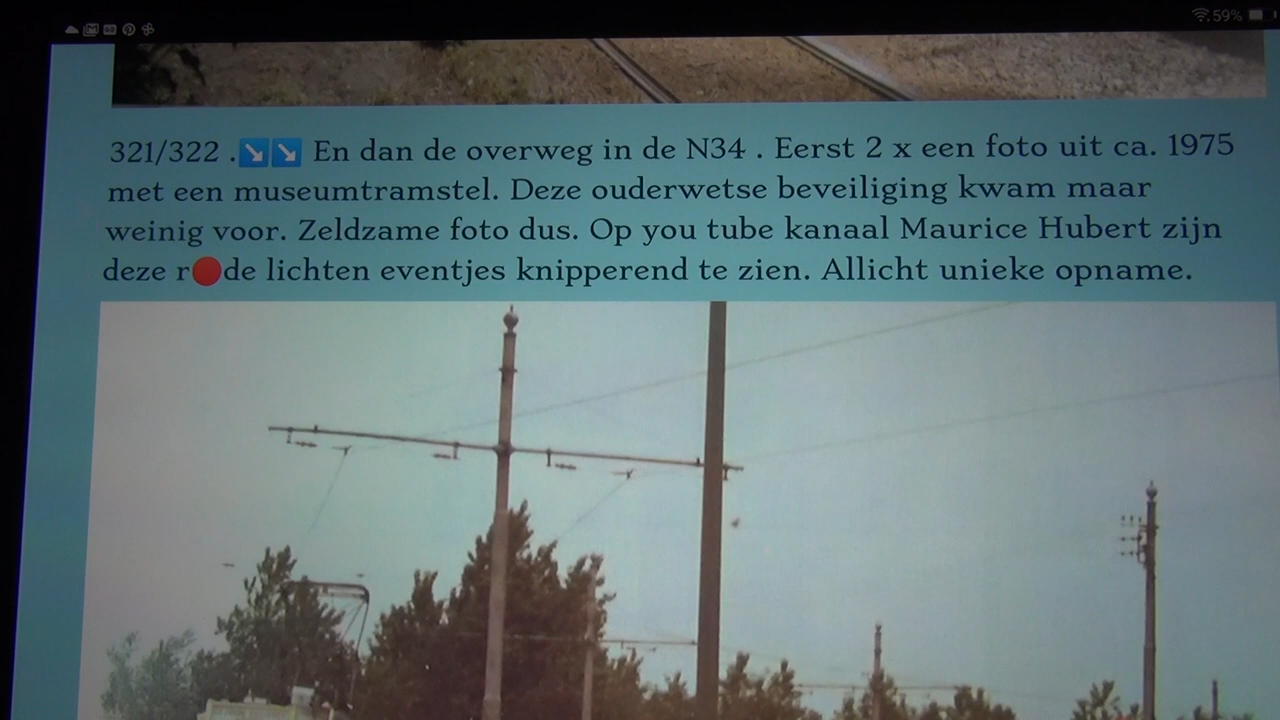 59%
321/322 .↘️↘️ En dan de overweg in de N34 . Eerst 2 x een foto uit ca. 1975
met een museumtramstel. Deze ouderwetse beveiliging kwam maar
weinig voor. Zeldzame foto dus. Op you tube kanaal Maurice Hubert zijn
deze r🔴de lichten eventjes knipperend te zien. Allicht unieke opname.